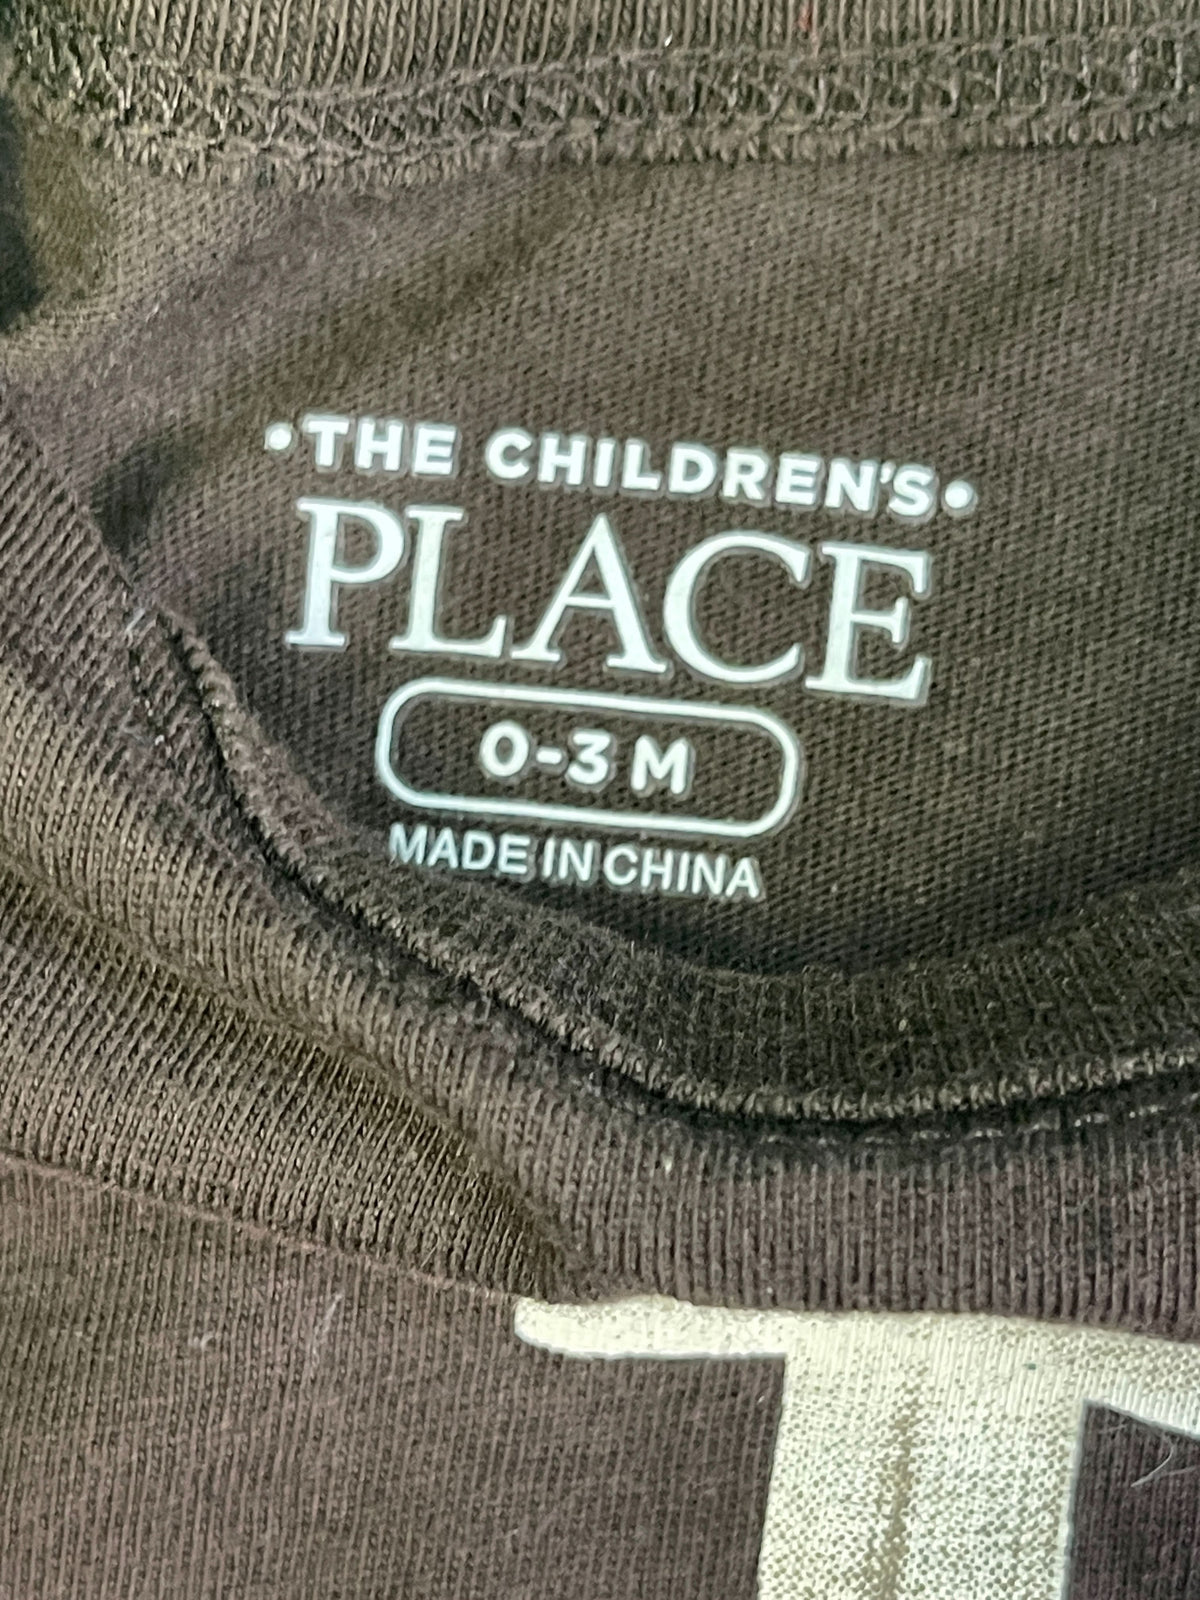 • THE CHILDREN'S •
PLACE
0-3 M
MADE IN CHINA